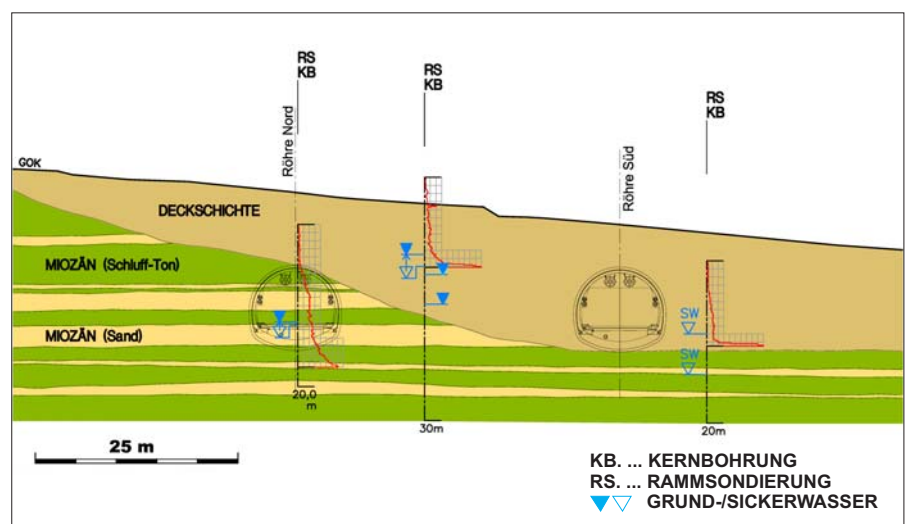 RS
KB
RS
KB
RS
KB
Röhre Nord
Röhre Süd
GOK
DECKSCHICHTE
MIOZÄN (Schluff-Ton)
MIOZÄN (Sand)
SW
SW
20,0
m
30m
20m
25 m
KB. ... KERNBOHRUNG
RS. ... RAMMSONDIERUNG
GRUND-/SICKERWASSER